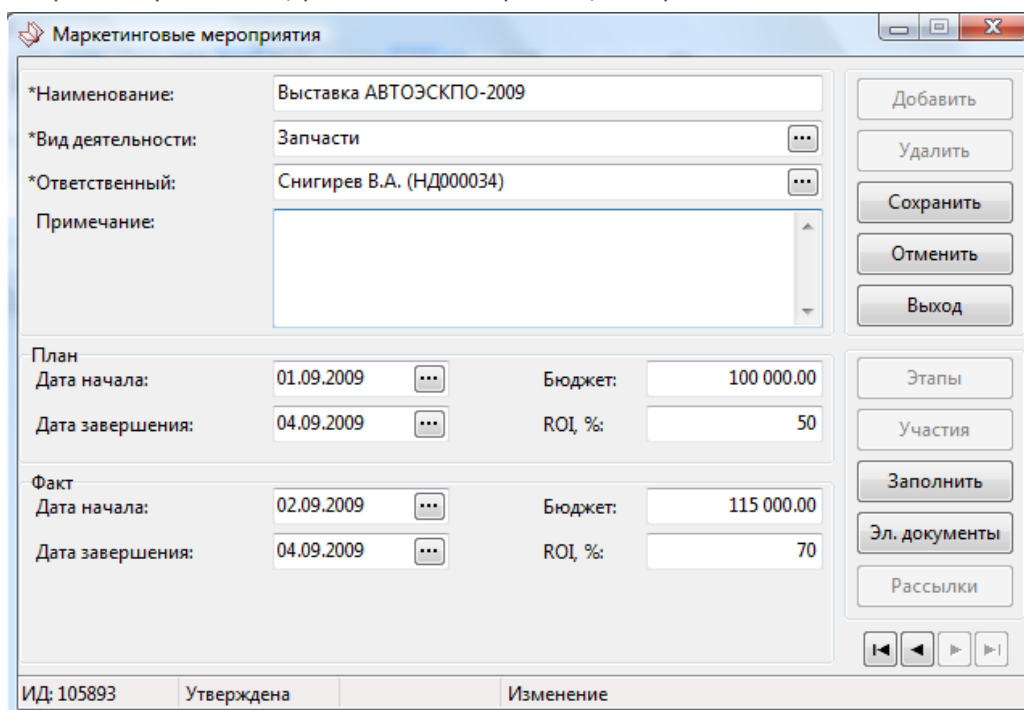 Маркетинговые мероприятия
*Наименование: Выставка АВТОЭСКПО-2009
*Вид деятельности: Запчасти
*Ответственный: Снигирев В.А. (НД000034)
Примечание:
Добавить
Удалить
Сохранить
Отменить
Выход
План
Дата начала: 01.09.2009 Бюджет: 100 000.00
Дата завершения: 04.09.2009 ROI, %: 50
Факт
Дата начала: 02.09.2009 Бюджет: 115 000.00
Дата завершения: 04.09.2009 ROI, %: 70
Этапы
Участия
Заполнить
Эл. документы
Рассылки
ИД: 105893 Утверждена Изменение